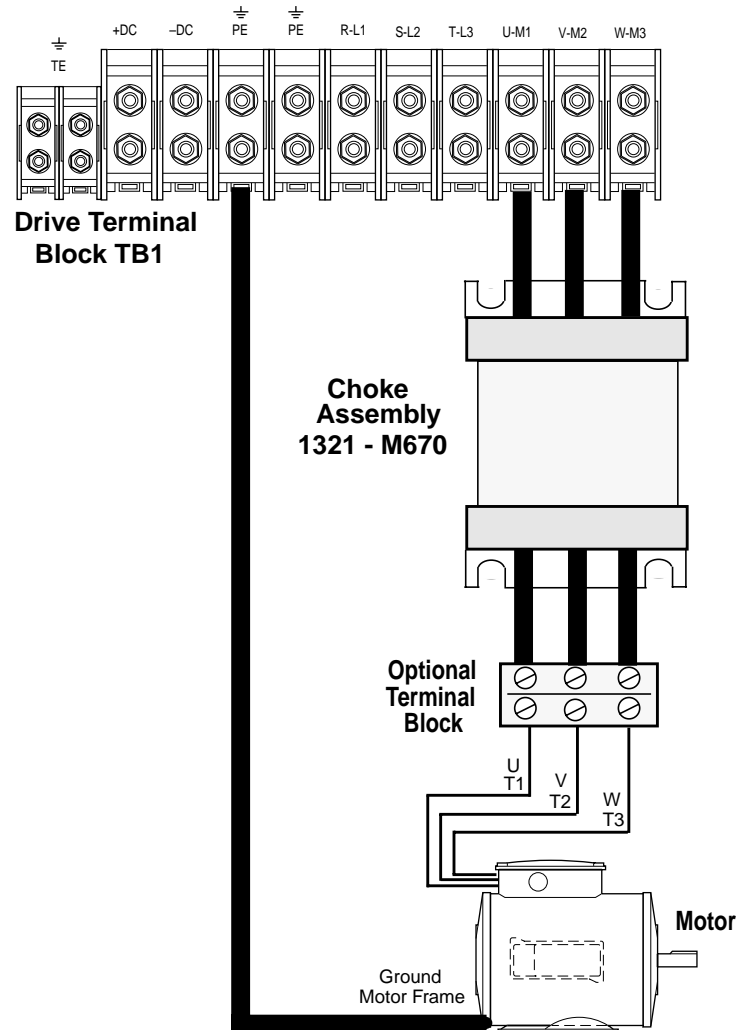 +DC –DC PE PE R-L1 S-L2 T-L3 U-M1 V-M2 W-M3
TE
Drive Terminal
Block TB1
Choke
Assembly
1321 - M670
Optional
Terminal
Block
U
T1
V
T2
W
T3
Motor
Ground
Motor Frame